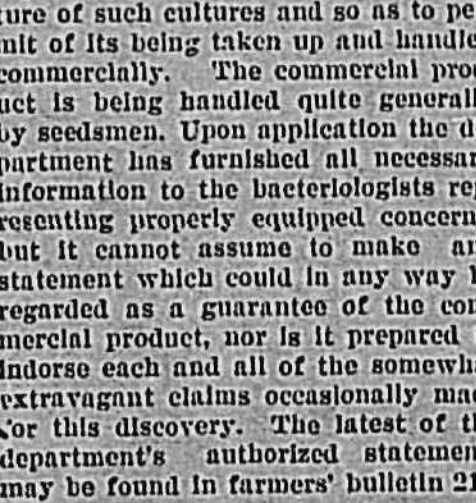 ture of such cultures and so as to pe
mit of its being taken up and handle
commercially. The commercial pro
uct is being handled quite generall
by seedsmen. Upon application the d
partment has furnished all necessar
information to the bacteriologists re
resenting properly equipped concern
but it cannot assume to make an
statement which could in any way b
regarded as a guarantee of the co
mercial product, nor is it prepared
indorse each and all of the somewha
extravagant claims occasionally ma
for this discovery. The latest of th
department's authorized statemen
may be found in farmers' bulletin 2